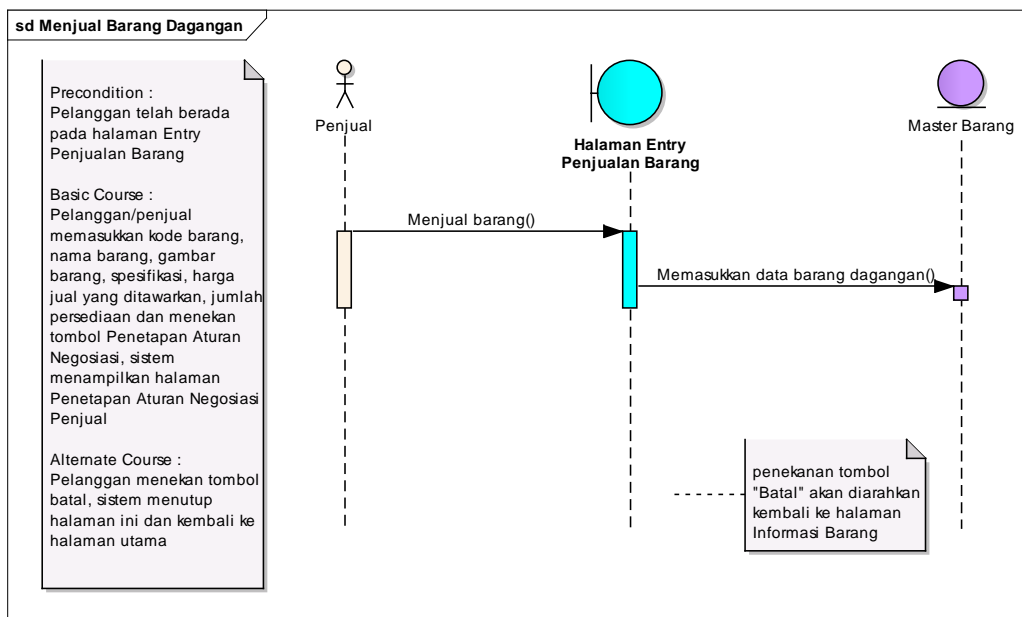 sd Menjual Barang Dagangan
Precondition :
Pelanggan telah berada
pada halaman Entry
Penjualan Barang
Basic Course :
Pelanggan/penjual
memasukkan kode barang,
nama barang, gambar
barang, spesifikasi, harga
jual yang ditawarkan, jumlah
persediaan dan menekan
tombol Penetapan Aturan
Negosiasi, sistem
menampilkan halaman
Penetapan Aturan Negosiasi
Penjual
Alternate Course :
Pelanggan menekan tombol
batal, sistem menutup
halaman ini dan kembali ke
halaman utama
Penjual
Halaman Entry
Penjualan Barang
Master Barang
Menjual barang()
Memasukkan data barang dagangan()
penekanan tombol
"Batal" akan diarahkan
kembali ke halaman
Informasi Barang